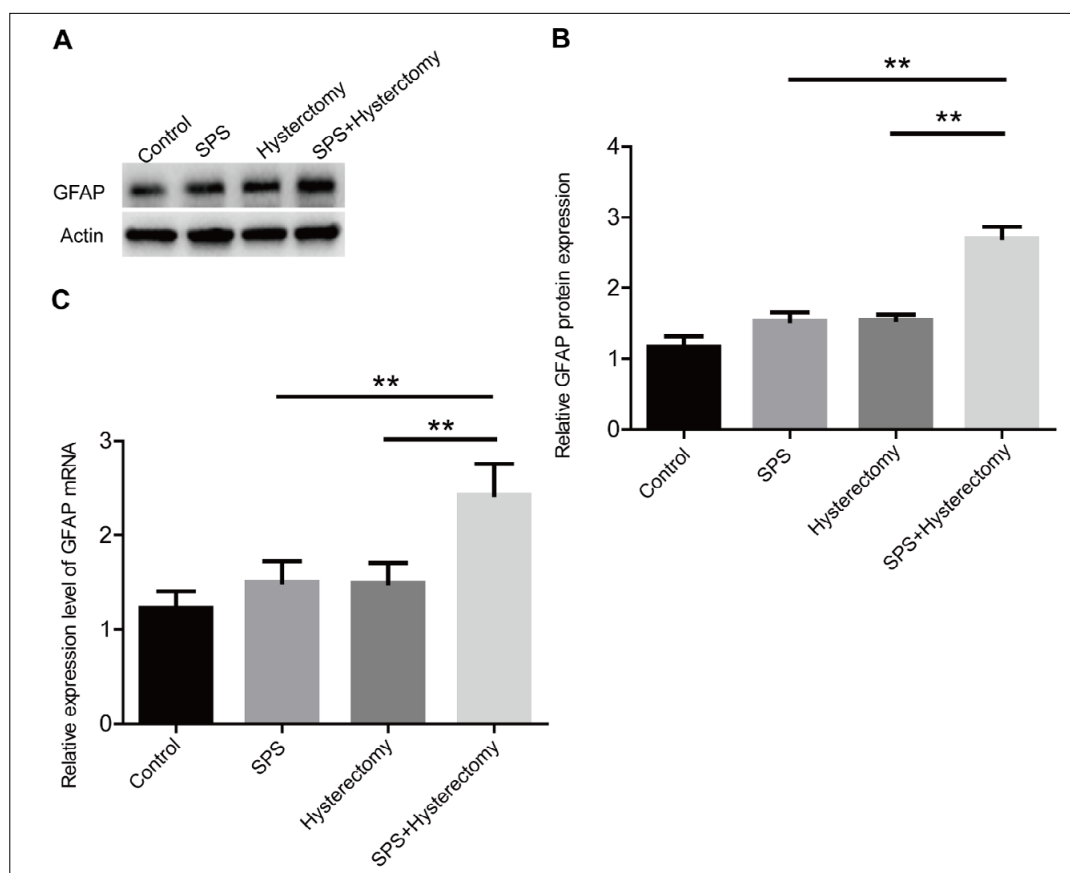 A
Control
SPS
Hysterctomy
SPS+Hysterctomy
GFAP
Actin
B
**
**
Relative GFAP protein expression
4
3
2
1
0
Control
SPS
Hysterectomy
SPS+Hysterectomy
C
**
**
Relative expression level of GFAP mRNA
3
2
1
0
Control
SPS
Hysterectomy
SPS+Hysterectomy